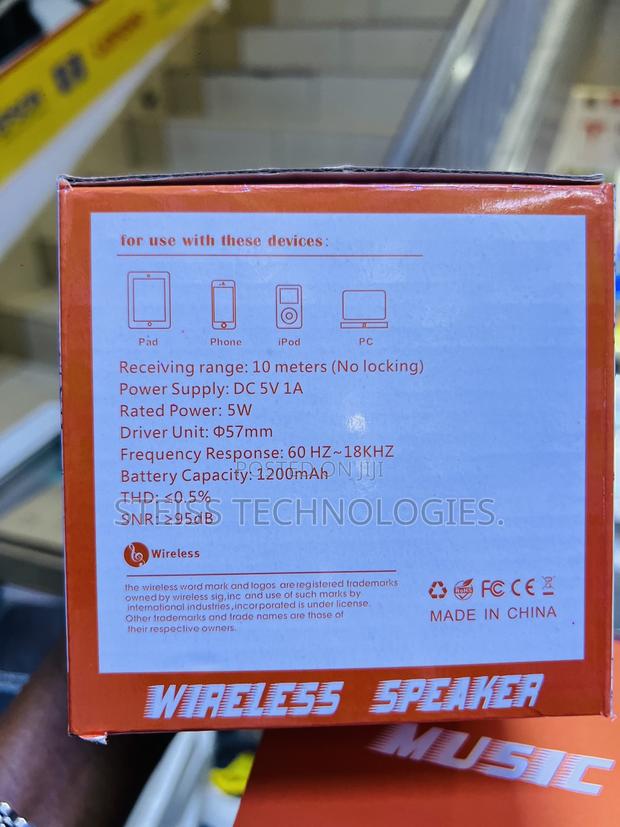 for use with these devices:
Pad
Phone
iPod
PC
Receiving range: 10 meters (No locking)
Power Supply: DC 5V 1A
Rated Power: 5W
Driver Unit: Φ57mm
Frequency Response: 60 HZ~18KHZ
POSTED ON JIJI
Battery Capacity: 1200mAh
THD: ≤0.5%
STEISS TECHNOLOGIES.
SNR: ≥95dB
Wireless
the wireless word mark and logos are registered trademarks
owned by wireless sig,inc and use of such marks by
international industries,incorporated is under license.
Other trademarks and trade names are those of
their respective owners.
RoHS FC CE
MADE IN CHINA
WIRELESS SPEAKER
MUSIC